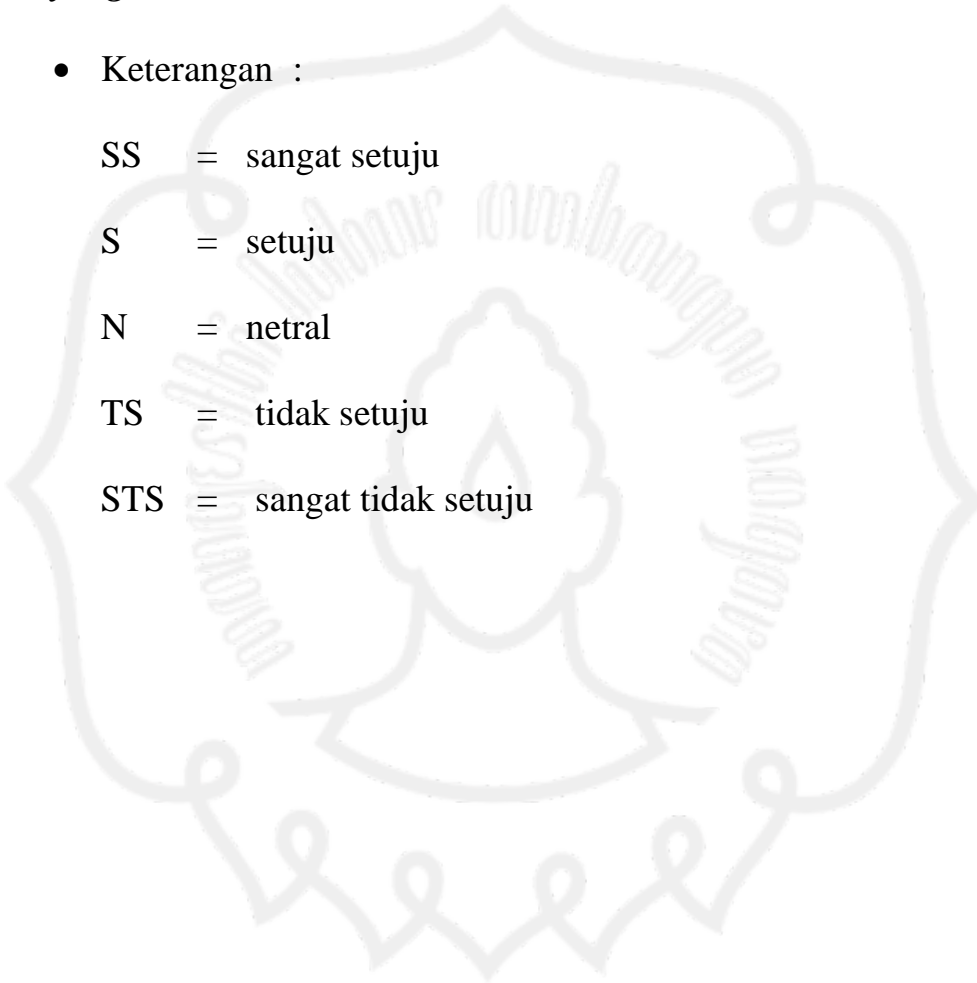 • Keterangan :
SS = sangat setuju
S = setuju
N = netral
TS = tidak setuju
STS = sangat tidak setuju